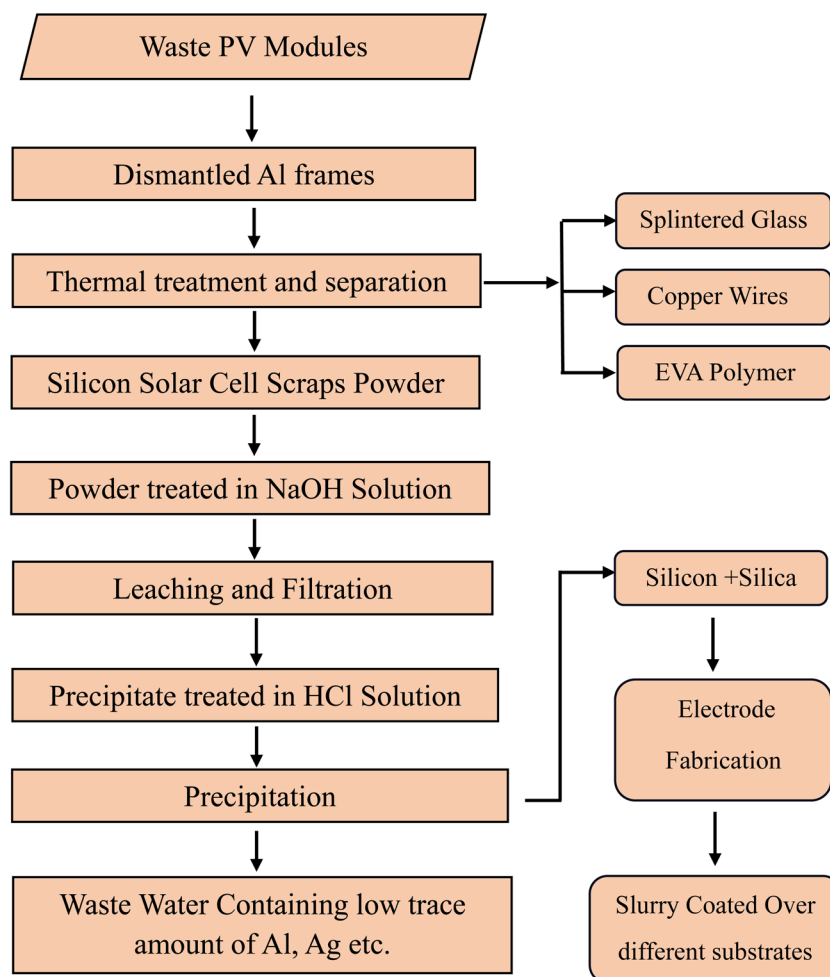 Waste PV Modules
Dismantled Al frames
Thermal treatment and separation
Splintered Glass
Copper Wires
EVA Polymer
Silicon Solar Cell Scraps Powder
Powder treated in NaOH Solution
Leaching and Filtration
Precipitate treated in HCl Solution
Precipitation
Waste Water Containing low trace
amount of Al, Ag etc.
Silicon +Silica
Electrode
Fabrication
Slurry Coated Over
different substrates